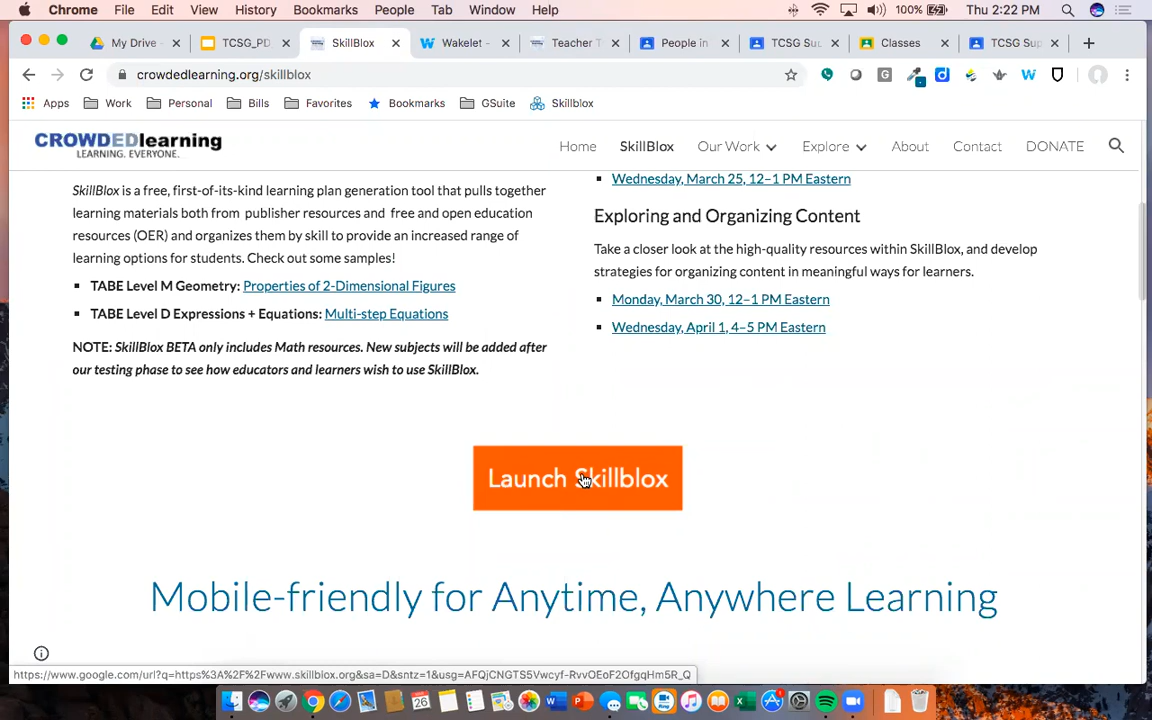 Chrome File Edit View History Bookmarks People Tab Window Help 100% Thu 2:22 PM
My Drive - TCSG_PD SkillBlox Wakelet - Teacher T People in TCSG Su Classes TCSG Sup
crowdedlearning.org/skillblox
Apps Work Personal Bills Favorites Bookmarks GSuite Skillblox
CROWDEDlearning
LEARNING. EVERYONE.
Home SkillBlox Our Work Explore About Contact DONATE
SkillBlox is a free, first-of-its-kind learning plan generation tool that pulls together
learning materials both from publisher resources and free and open education
resources (OER) and organizes them by skill to provide an increased range of
learning options for students. Check out some samples!
TABE Level M Geometry: Properties of 2-Dimensional Figures
TABE Level D Expressions + Equations: Multi-step Equations
NOTE: SkillBlox BETA only includes Math resources. New subjects will be added after
our testing phase to see how educators and learners wish to use SkillBlox.
Wednesday, March 25, 12–1 PM Eastern
Exploring and Organizing Content
Take a closer look at the high-quality resources within SkillBlox, and develop
strategies for organizing content in meaningful ways for learners.
Monday, March 30, 12–1 PM Eastern
Wednesday, April 1, 4–5 PM Eastern
Launch Skillblox
Mobile-friendly for Anytime, Anywhere Learning
https://www.google.com/url?q=https%3A%2F%2Fwww.skillblox.org&sa=D&sntz=1&usg=AFQjCNGTS5Vwcyf-RvvOEoF2OfgqHm5R_Q